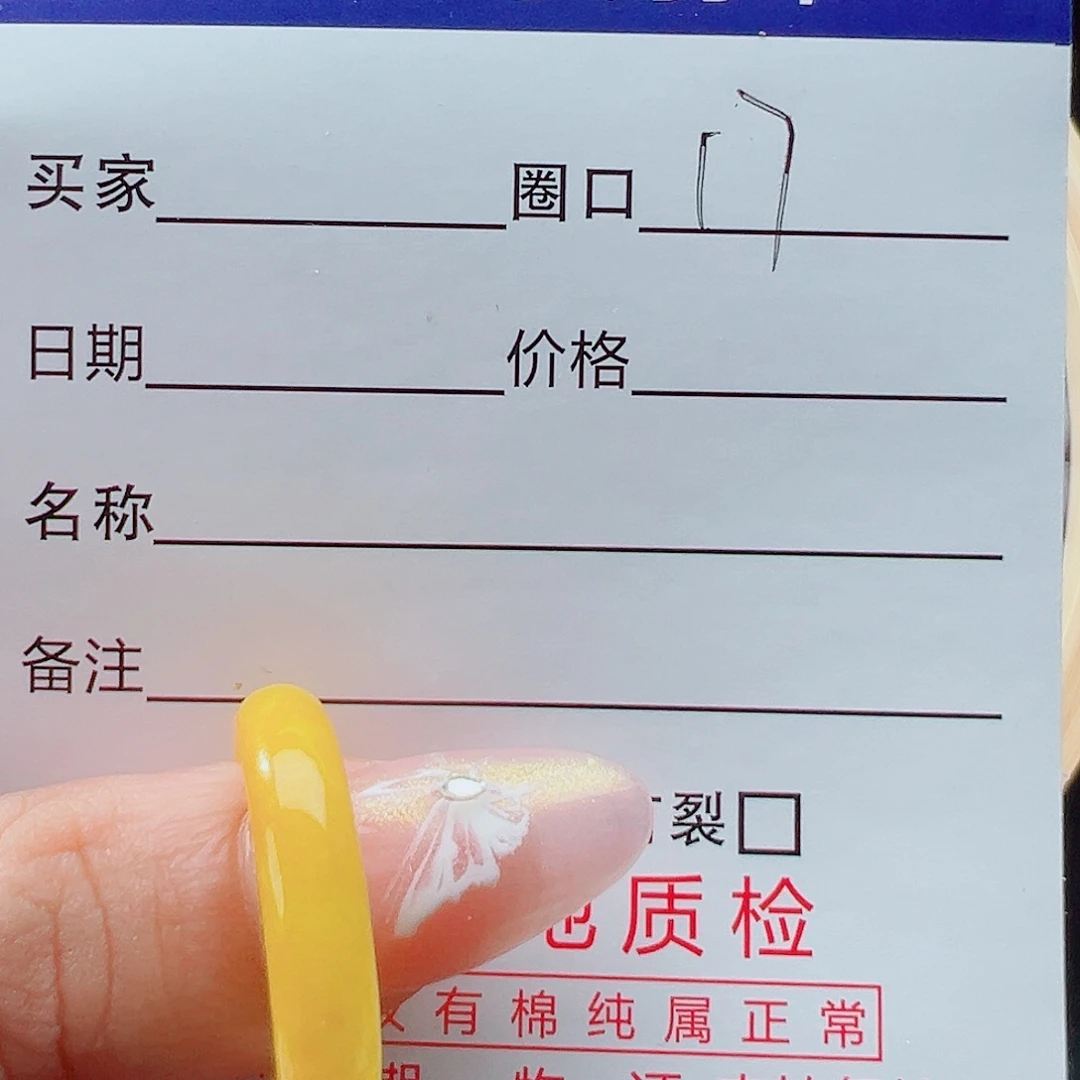 买家 圈口 17
日期 价格
名称
备注
裂
质检
有棉纯属正常